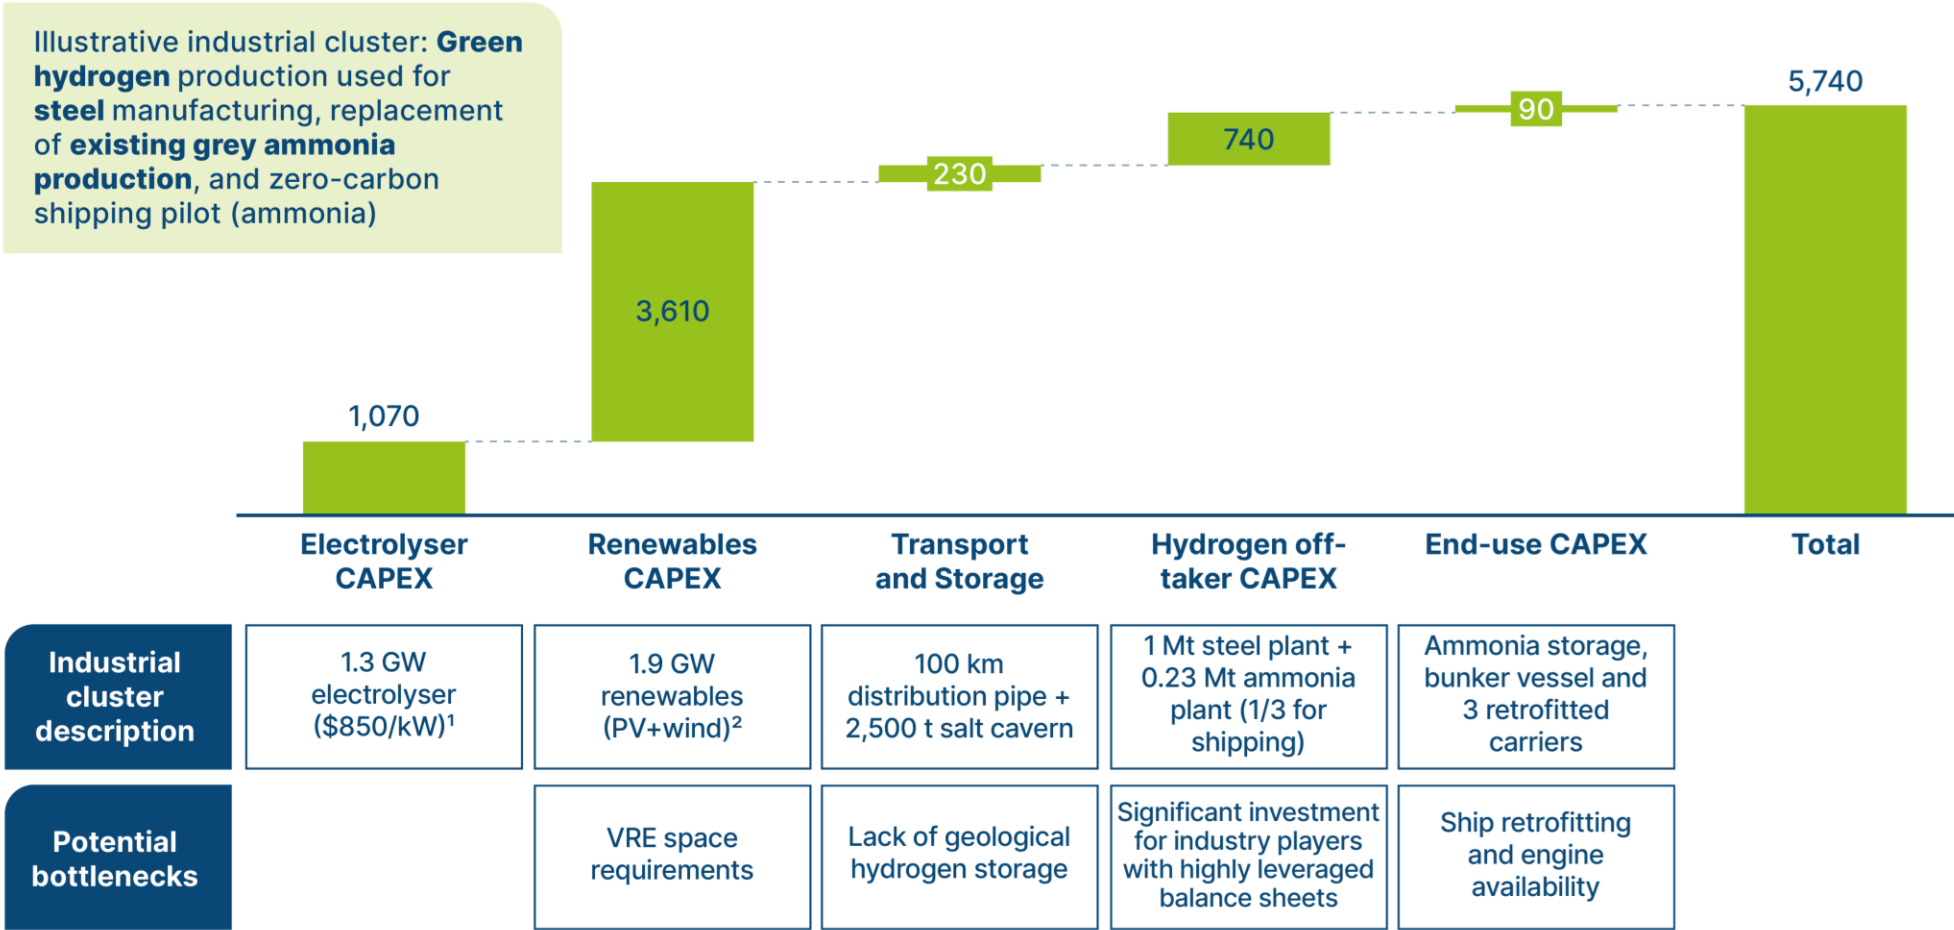 Illustrative industrial cluster: Green
hydrogen production used for
steel manufacturing, replacement
of existing grey ammonia
production, and zero-carbon
shipping pilot (ammonia)
1,070
3,610
230
740
90
5,740
Electrolyser
CAPEX
Renewables
CAPEX
Transport
and Storage
Hydrogen off-
taker CAPEX
End-use CAPEX
Total
Industrial
cluster
description
1.3 GW
electrolyser
($850/kW)¹
1.9 GW
renewables
(PV+wind)²
100 km
distribution pipe +
2,500 t salt cavern
1 Mt steel plant +
0.23 Mt ammonia
plant (1/3 for
shipping)
Ammonia storage,
bunker vessel and
3 retrofitted
carriers
Potential
bottlenecks
VRE space
requirements
Lack of geological
hydrogen storage
Significant investment
for industry players
with highly leveraged
balance sheets
Ship retrofitting
and engine
availability